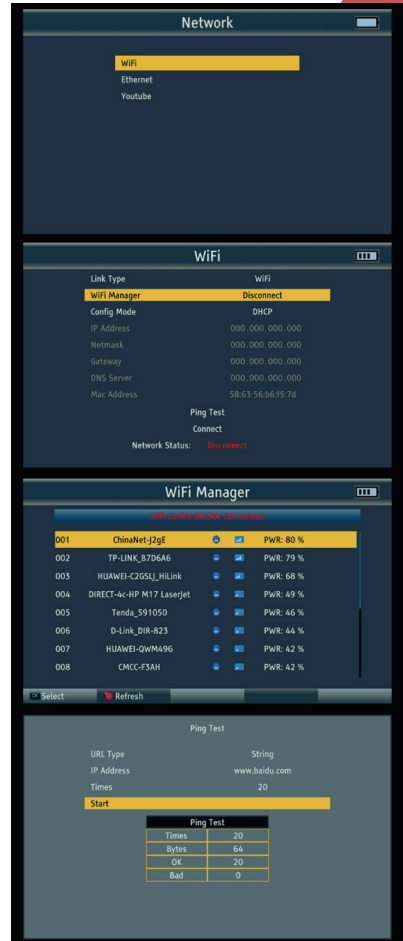 Network
WiFi
Ethernet
Youtube
WiFi
Link Type WiFi
WiFi Manager Disconnect
Config Mode DHCP
IP Address 000.000.000.000
Netmask 000.000.000.000
Gateway 000.000.000.000
DNS Server 000.000.000.000
Mac Address 58:63:56:b6:f5:7d
Ping Test
Connect
Network Status: Disconnect
WiFi Manager
WiFi Device:On(Not Connected)
001 ChinaNet-J2gE PWR: 80 %
002 TP-LINK_B7D6A6 PWR: 79 %
003 HUAWEI-C2GSLJ_HiLink PWR: 68 %
004 DIRECT-4c-HP M17 Laserjet PWR: 49 %
005 Tenda_591050 PWR: 46 %
006 D-Link_DIR-823 PWR: 44 %
007 HUAWEI-QWM49G PWR: 42 %
008 CMCC-F3AH PWR: 42 %
OK Select Refresh
Ping Test
URL Type String
IP Address www.baidu.com
Times 20
Start
Ping Test
Times 20
Bytes 64
OK 20
Bad 0